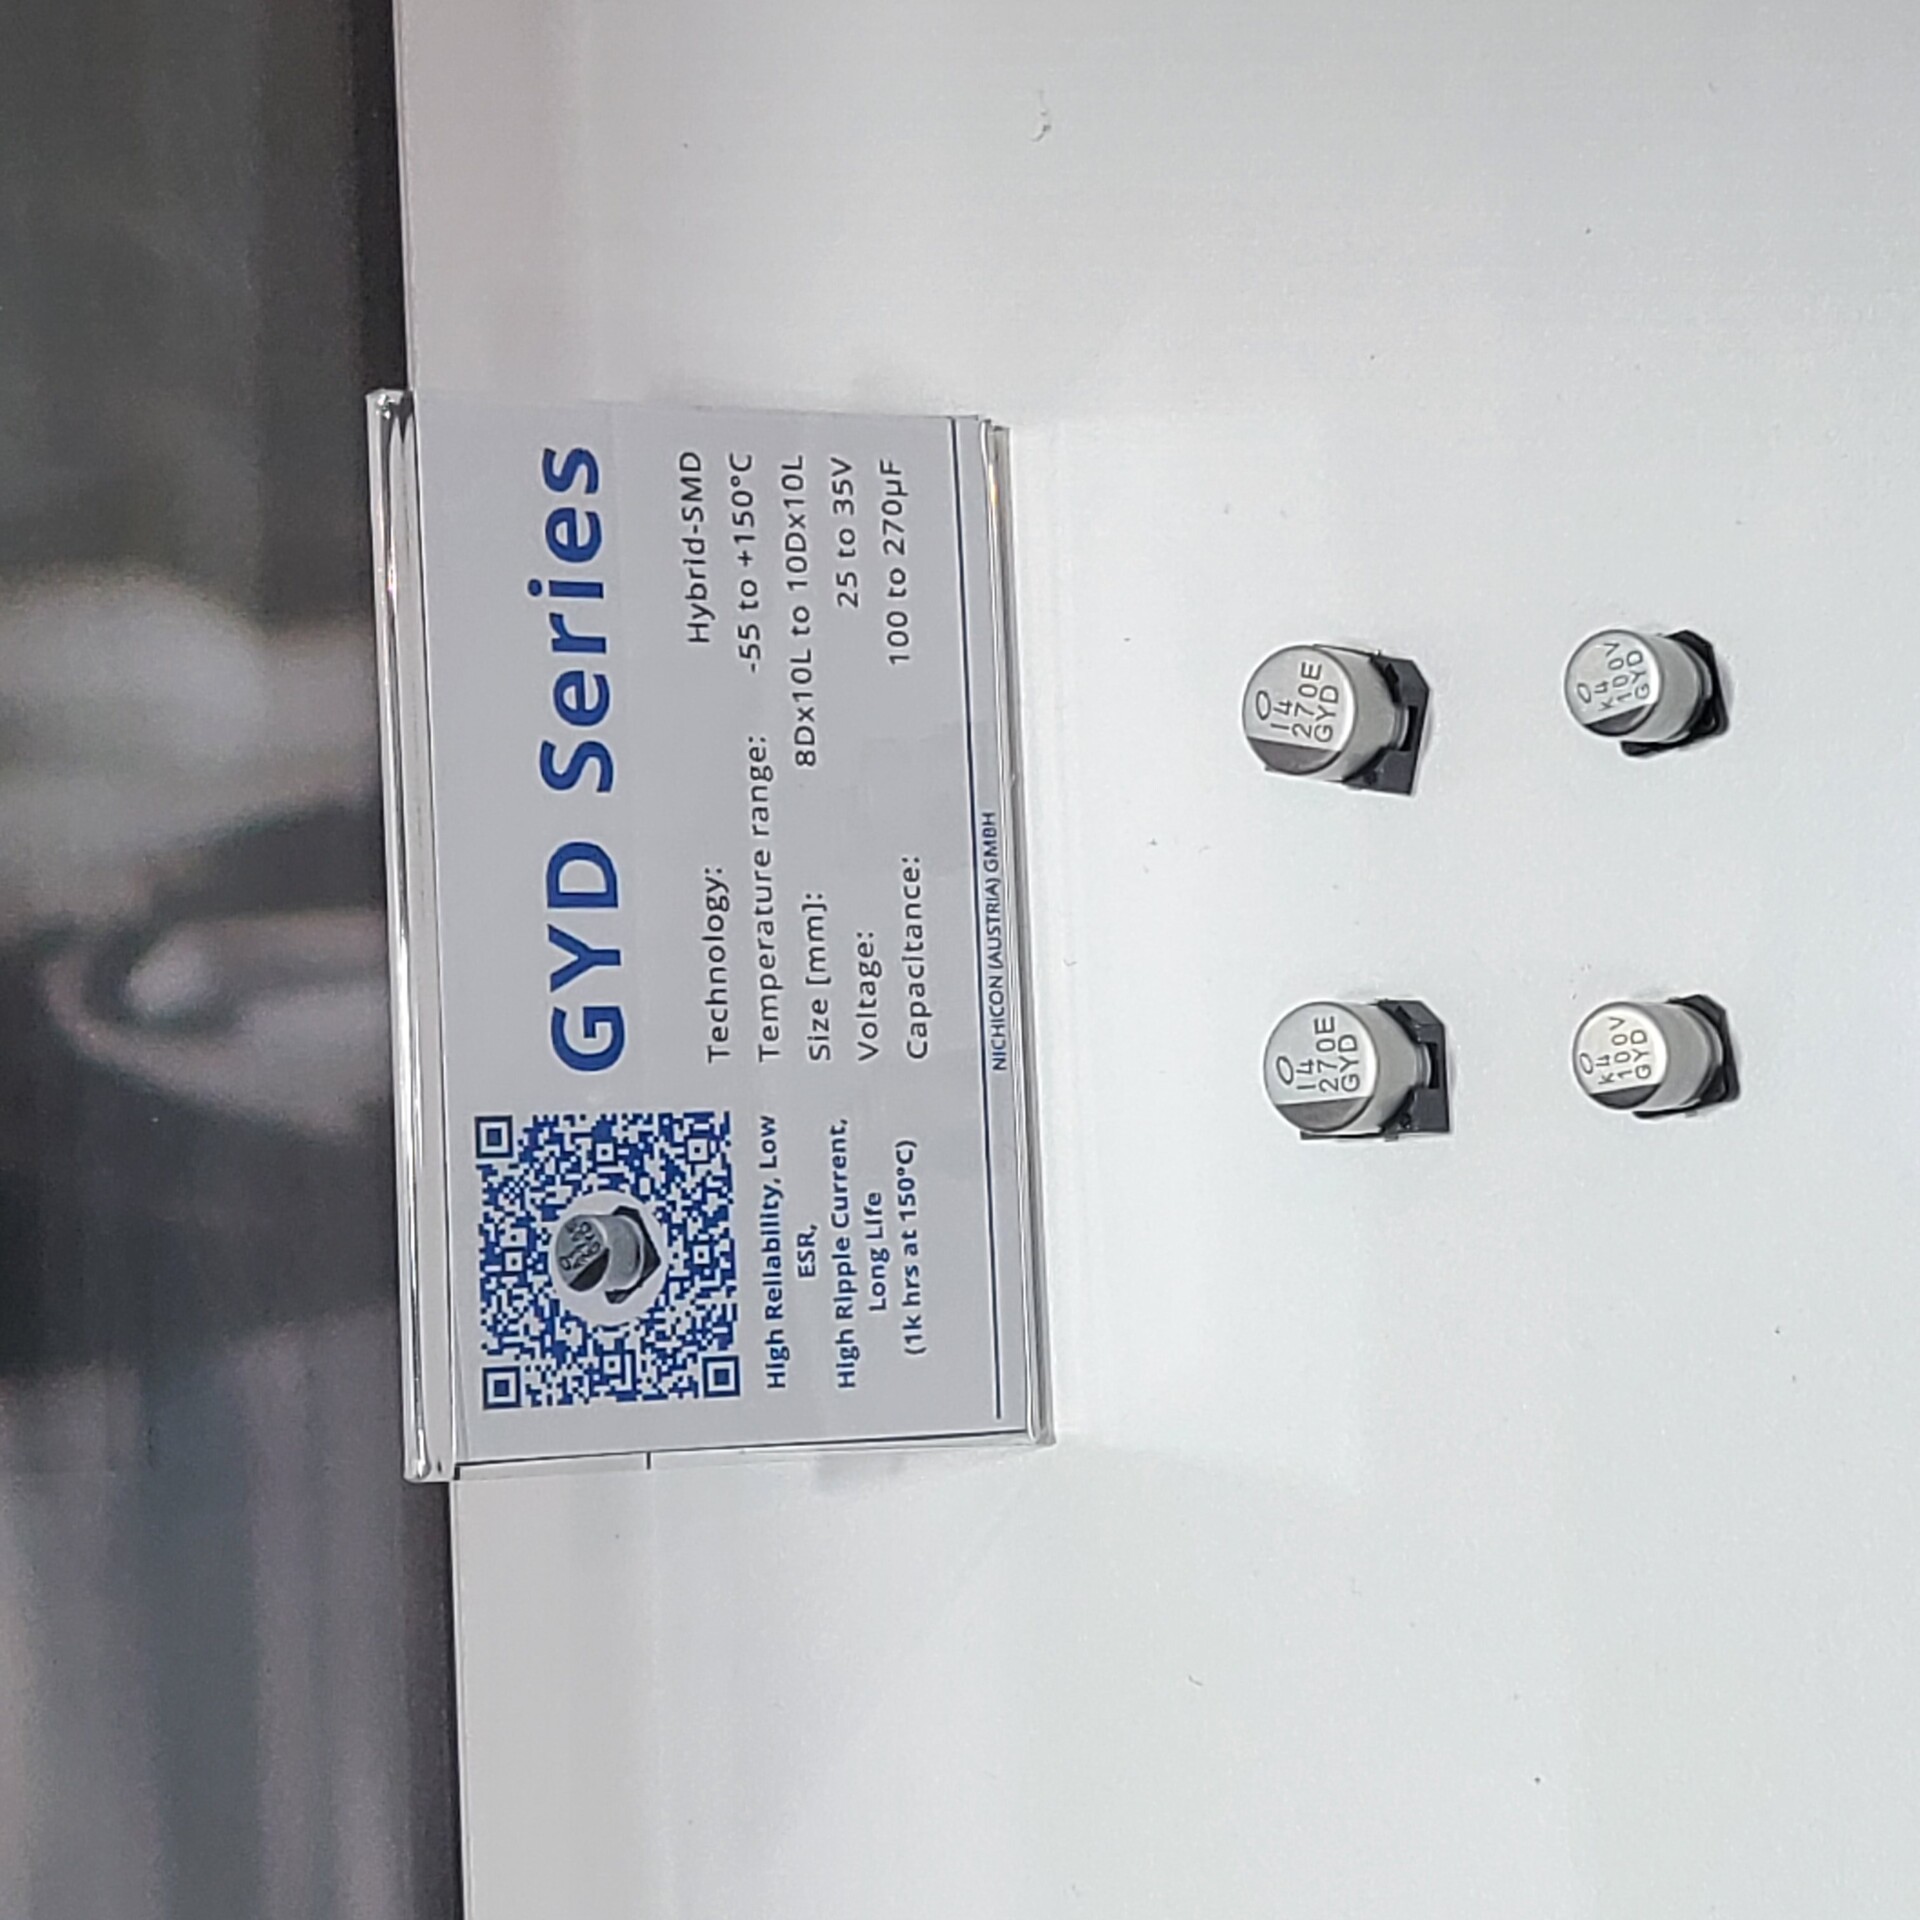 GYD Series
High Reliability, Low
ESR,
High Ripple Current,
Long Life
(1k hrs at 150°C)
Technology: Hybrid-SMD
Temperature range: -55 to +150°C
Size [mm]: 8Dx10L to 10Dx10L
Voltage: 25 to 35V
Capacitance: 100 to 270µF
NICHICON (AUSTRIA) GMBH
14
270E
GYD
14
270E
GYD
K4
100V
GYD
K4
100V
GYD